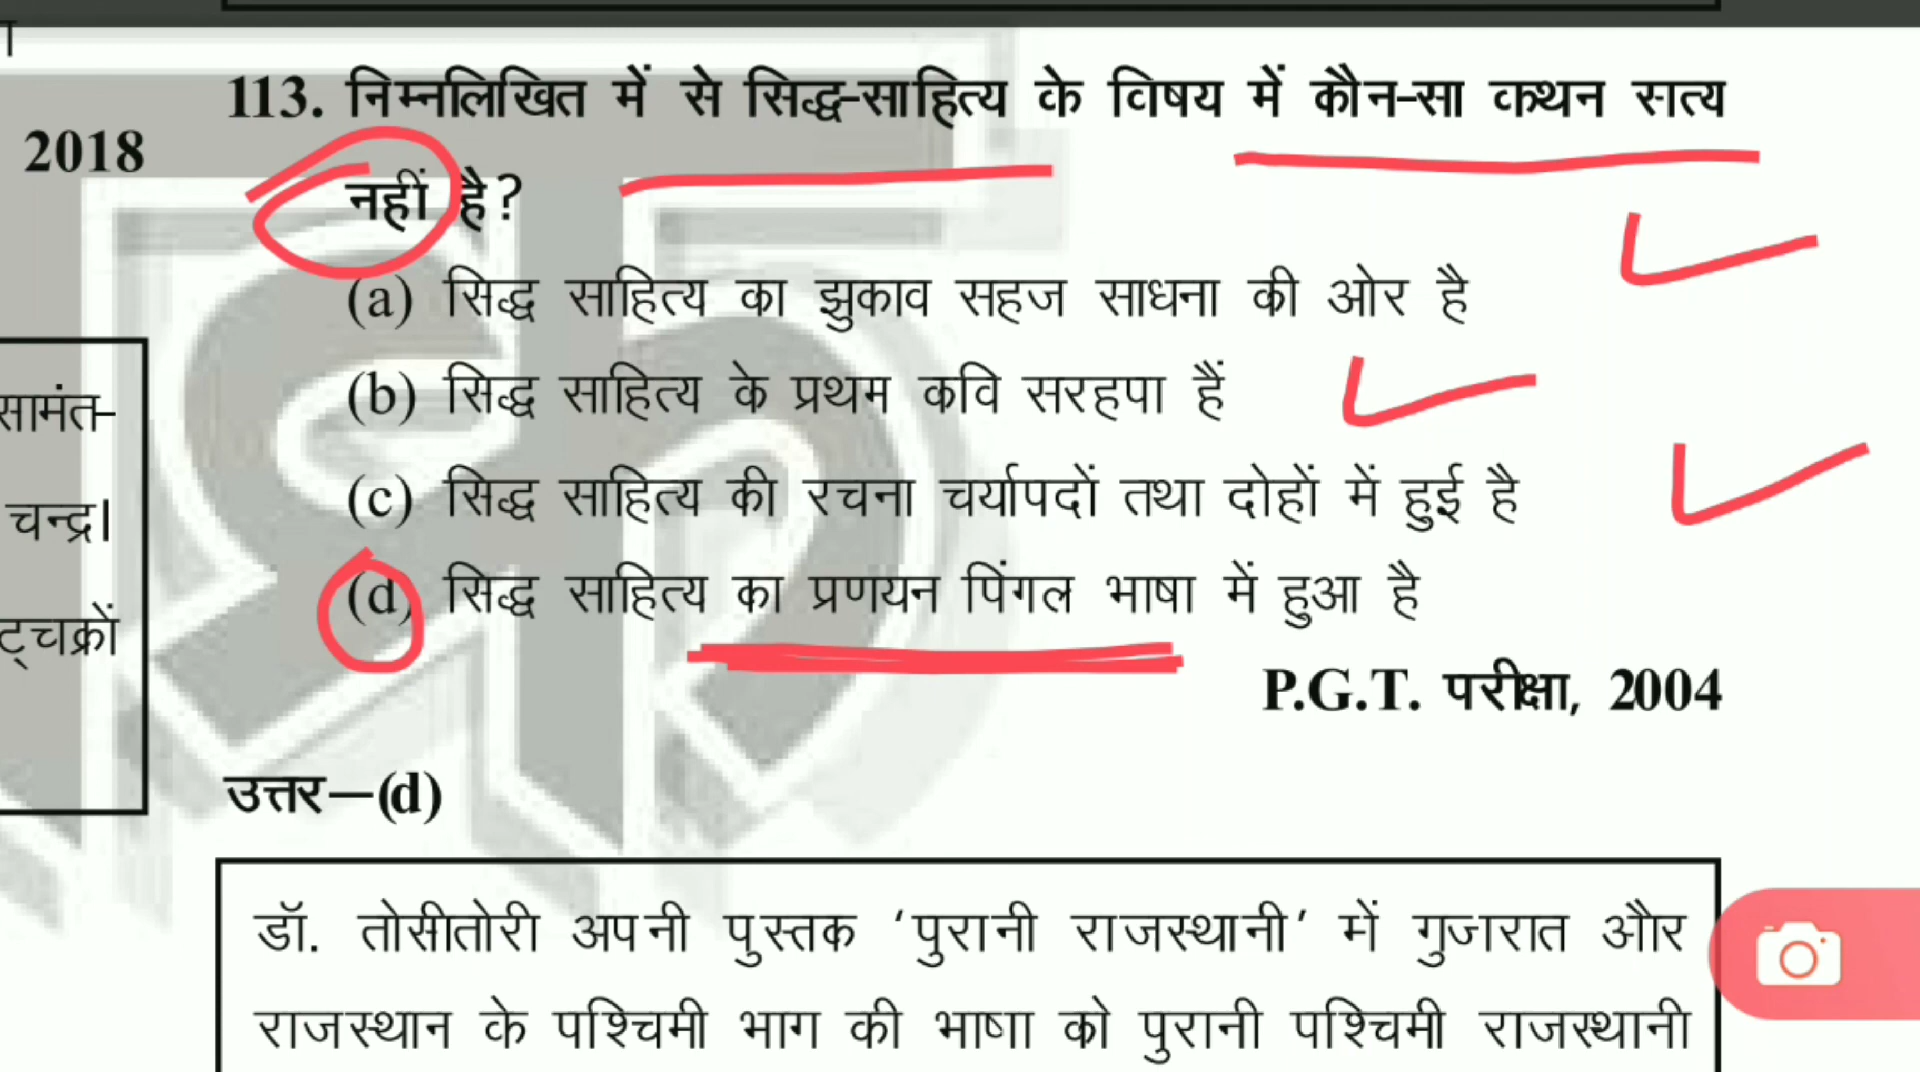 2018
सामंत-
चन्द्र।
113. निम्नलिखित में से सिद्ध-साहित्य के विषय में कौन-सा कथन सत्य
नहीं है?
(a) सिद्ध साहित्य का झुकाव सहज साधना की ओर है
(b) सिद्ध साहित्य के प्रथम कवि सरहपा हैं
(c) सिद्ध साहित्य की रचना चर्यापदों तथा दोहों में हुई है
(d) सिद्ध साहित्य का प्रणयन पिंगल भाषा में हुआ है
P.G.T. परीक्षा, 2004
उत्तर—(d)
डॉ. तोसीतोरी अपनी पुस्तक ‘पुरानी राजस्थानी’ में गुजरात और
राजस्थान के पश्चिमी भाग की भाषा को पुरानी पश्चिमी राजस्थानी